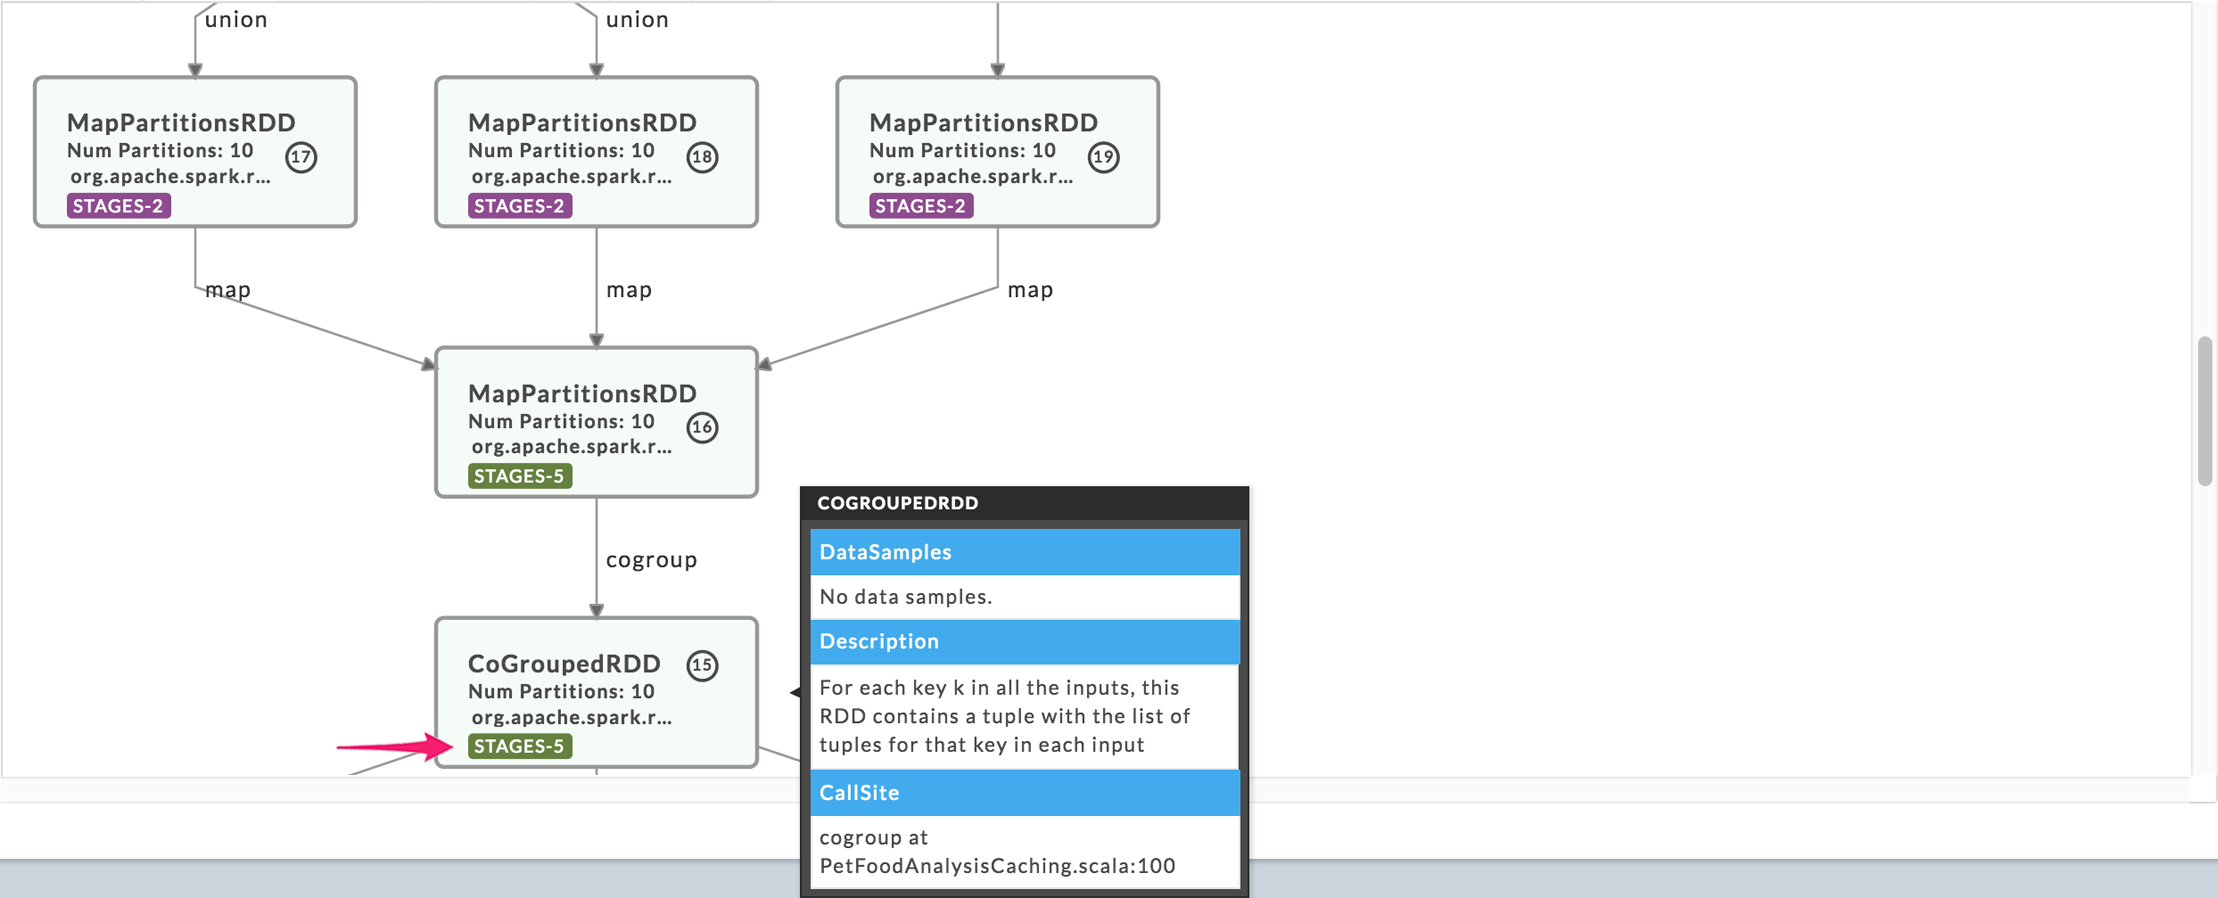 union
union
MapPartitionsRDD
Num Partitions: 10
17
org.apache.spark.r...
STAGES-2
MapPartitionsRDD
Num Partitions: 10
18
org.apache.spark.r...
STAGES-2
MapPartitionsRDD
Num Partitions: 10
19
org.apache.spark.r...
STAGES-2
map
map
map
MapPartitionsRDD
Num Partitions: 10
16
org.apache.spark.r...
STAGES-5
cogroup
CoGroupedRDD
15
Num Partitions: 10
org.apache.spark.r...
STAGES-5
COGROUPEDRDD
DataSamples
No data samples.
Description
For each key k in all the inputs, this
RDD contains a tuple with the list of
tuples for that key in each input
CallSite
cogroup at
PetFoodAnalysisCaching.scala:100